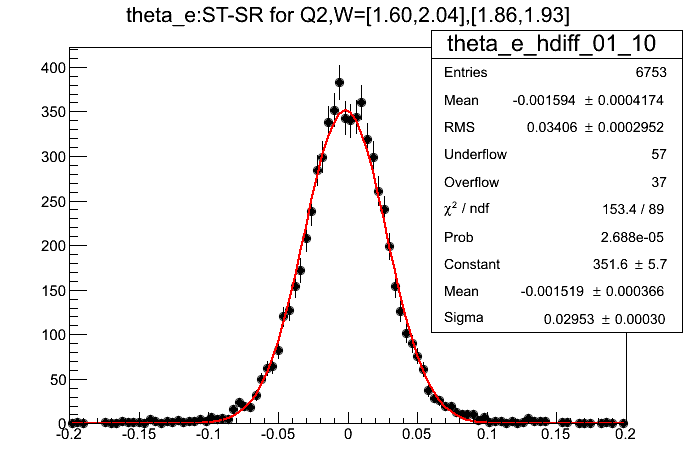 theta_e:ST-SR for Q2,W=[1.60,2.04],[1.86,1.93]
theta_e_hdiff_01_10
Entries 6753
Mean -0.001594 ± 0.0004174
RMS 0.03406 ± 0.0002952
Underflow 57
Overflow 37
χ² / ndf 153.4 / 89
Prob 2.688e-05
Constant 351.6 ± 5.7
Mean -0.001519 ± 0.000366
Sigma 0.02953 ± 0.00030
400
350
300
250
200
150
100
50
0
-0.2 -0.15 -0.1 -0.05 0 0.05 0.1 0.15 0.2